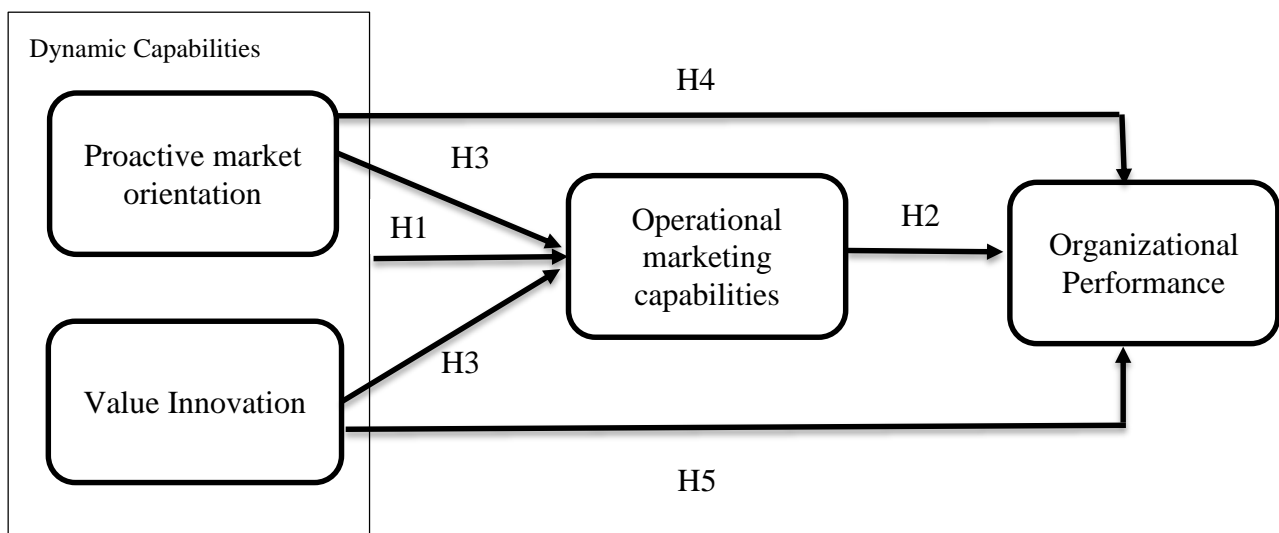 Dynamic Capabilities
H4
Proactive market
orientation
H3
H1
Operational
marketing
capabilities
H2
Organizational
Performance
Value Innovation
H3
H5